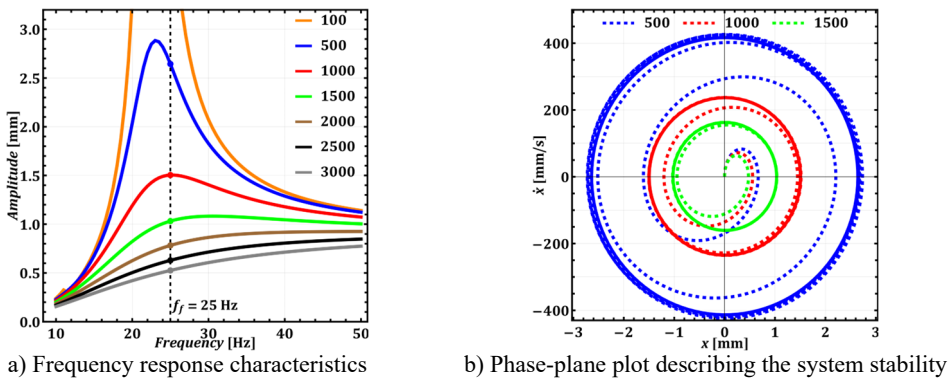 100
500
1000
1500
2000
2500
3000
3.0
2.5
2.0
1.5
1.0
0.5
0.0
Amplitude [mm]
f_f = 25 Hz
10 20 30 40 50
Frequency [Hz]
a) Frequency response characteristics
500 1000 1500
400
200
0
-200
-400
ẋ [mm/s]
-3 -2 -1 0 1 2 3
x [mm]
b) Phase-plane plot describing the system stability